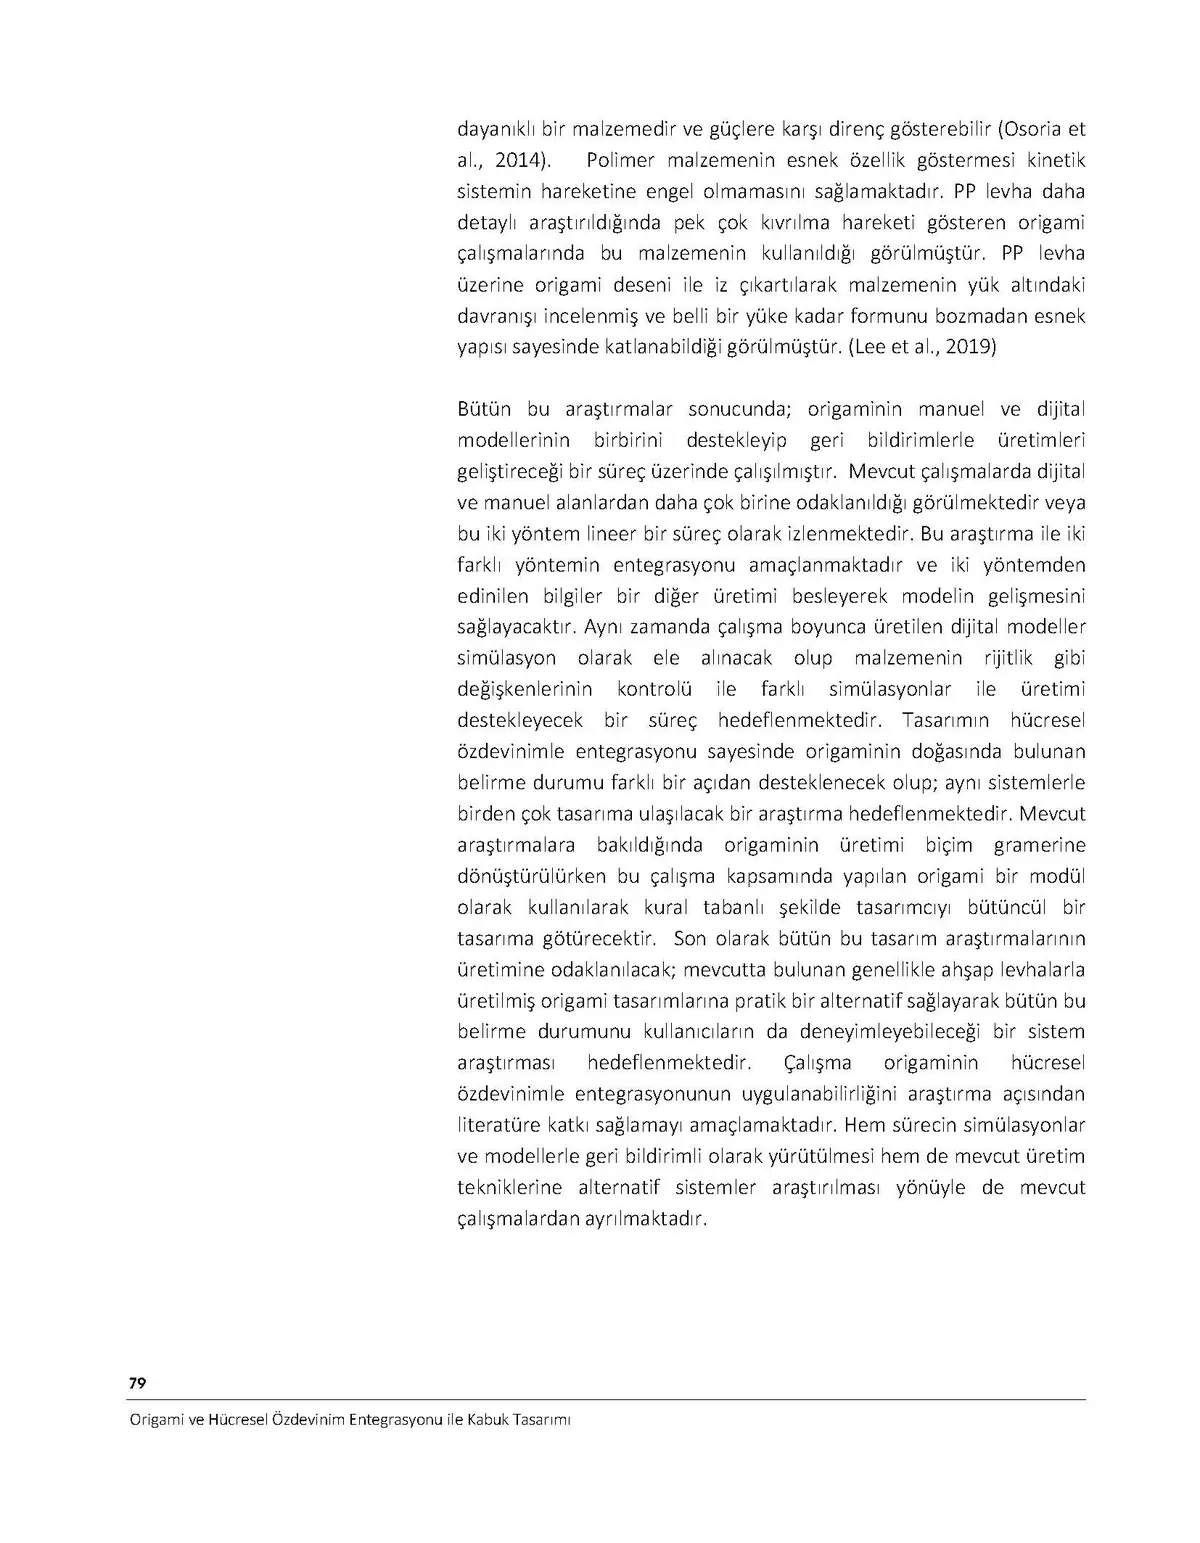 dayanıklı bir malzemedir ve güçlere karşı direnç gösterebilir (Osoria et
al., 2014). Polimer malzemenin esnek özellik göstermesi kinetik
sistemin hareketine engel olmamasını sağlamaktadır. PP levha daha
detaylı araştırıldığında pek çok kıvrılma hareketi gösteren origami
çalışmalarında bu malzemenin kullanıldığı görülmüştür. PP levha
üzerine origami deseni ile iz çıkartılarak malzemenin yük altındaki
davranışı incelenmiş ve belli bir yüke kadar formunu bozmadan esnek
yapısı sayesinde katlanabildiği görülmüştür. (Lee et al., 2019)
Bütün bu araştırmalar sonucunda; origaminin manuel ve dijital
modellerinin birbirini destekleyip geri bildirimlerle üretimleri
geliştireceği bir süreç üzerinde çalışılmıştır. Mevcut çalışmalarda dijital
ve manuel alanlardan daha çok birine odaklanıldığı görülmektedir veya
bu iki yöntem lineer bir süreç olarak izlenmektedir. Bu araştırma ile iki
farklı yöntemin entegrasyonu amaçlanmaktadır ve iki yöntemden
edinilen bilgiler bir diğer üretimi besleyerek modelin gelişmesini
sağlayacaktır. Aynı zamanda çalışma boyunca üretilen dijital modeller
simülasyon olarak ele alınacak olup malzemenin rijitlik gibi
değişkenlerinin kontrolü ile farklı simülasyonlar ile üretimi
destekleyecek bir süreç hedeflenmektedir. Tasarımın hücresel
özdevinimle entegrasyonu sayesinde origaminin doğasında bulunan
belirme durumu farklı bir açıdan desteklenecek olup; aynı sistemlerle
birden çok tasarıma ulaşılacak bir araştırma hedeflenmektedir. Mevcut
araştırmalara bakıldığında origaminin üretimi biçim gramerine
dönüştürülürken bu çalışma kapsamında yapılan origami bir modül
olarak kullanılarak kural tabanlı şekilde tasarımcıyı bütüncül bir
tasarıma götürecektir. Son olarak bütün bu tasarım araştırmalarının
üretimine odaklanılacak; mevcutta bulunan genellikle ahşap levhalarla
üretilmiş origami tasarımlarına pratik bir alternatif sağlayarak bütün bu
belirme durumunu kullanıcıların da deneyimleyebileceği bir sistem
araştırması hedeflenmektedir. Çalışma origaminin hücresel
özdevinimle entegrasyonunun uygulanabilirliğini araştırma açısından
literatüre katkı sağlamayı amaçlamaktadır. Hem sürecin simülasyonlar
ve modellerle geri bildirimli olarak yürütülmesi hem de mevcut üretim
tekniklerine alternatif sistemler araştırılması yönüyle de mevcut
çalışmalardan ayrılmaktadır.
79
Origami ve Hücresel Özdevinim Entegrasyonu ile Kabuk Tasarımı